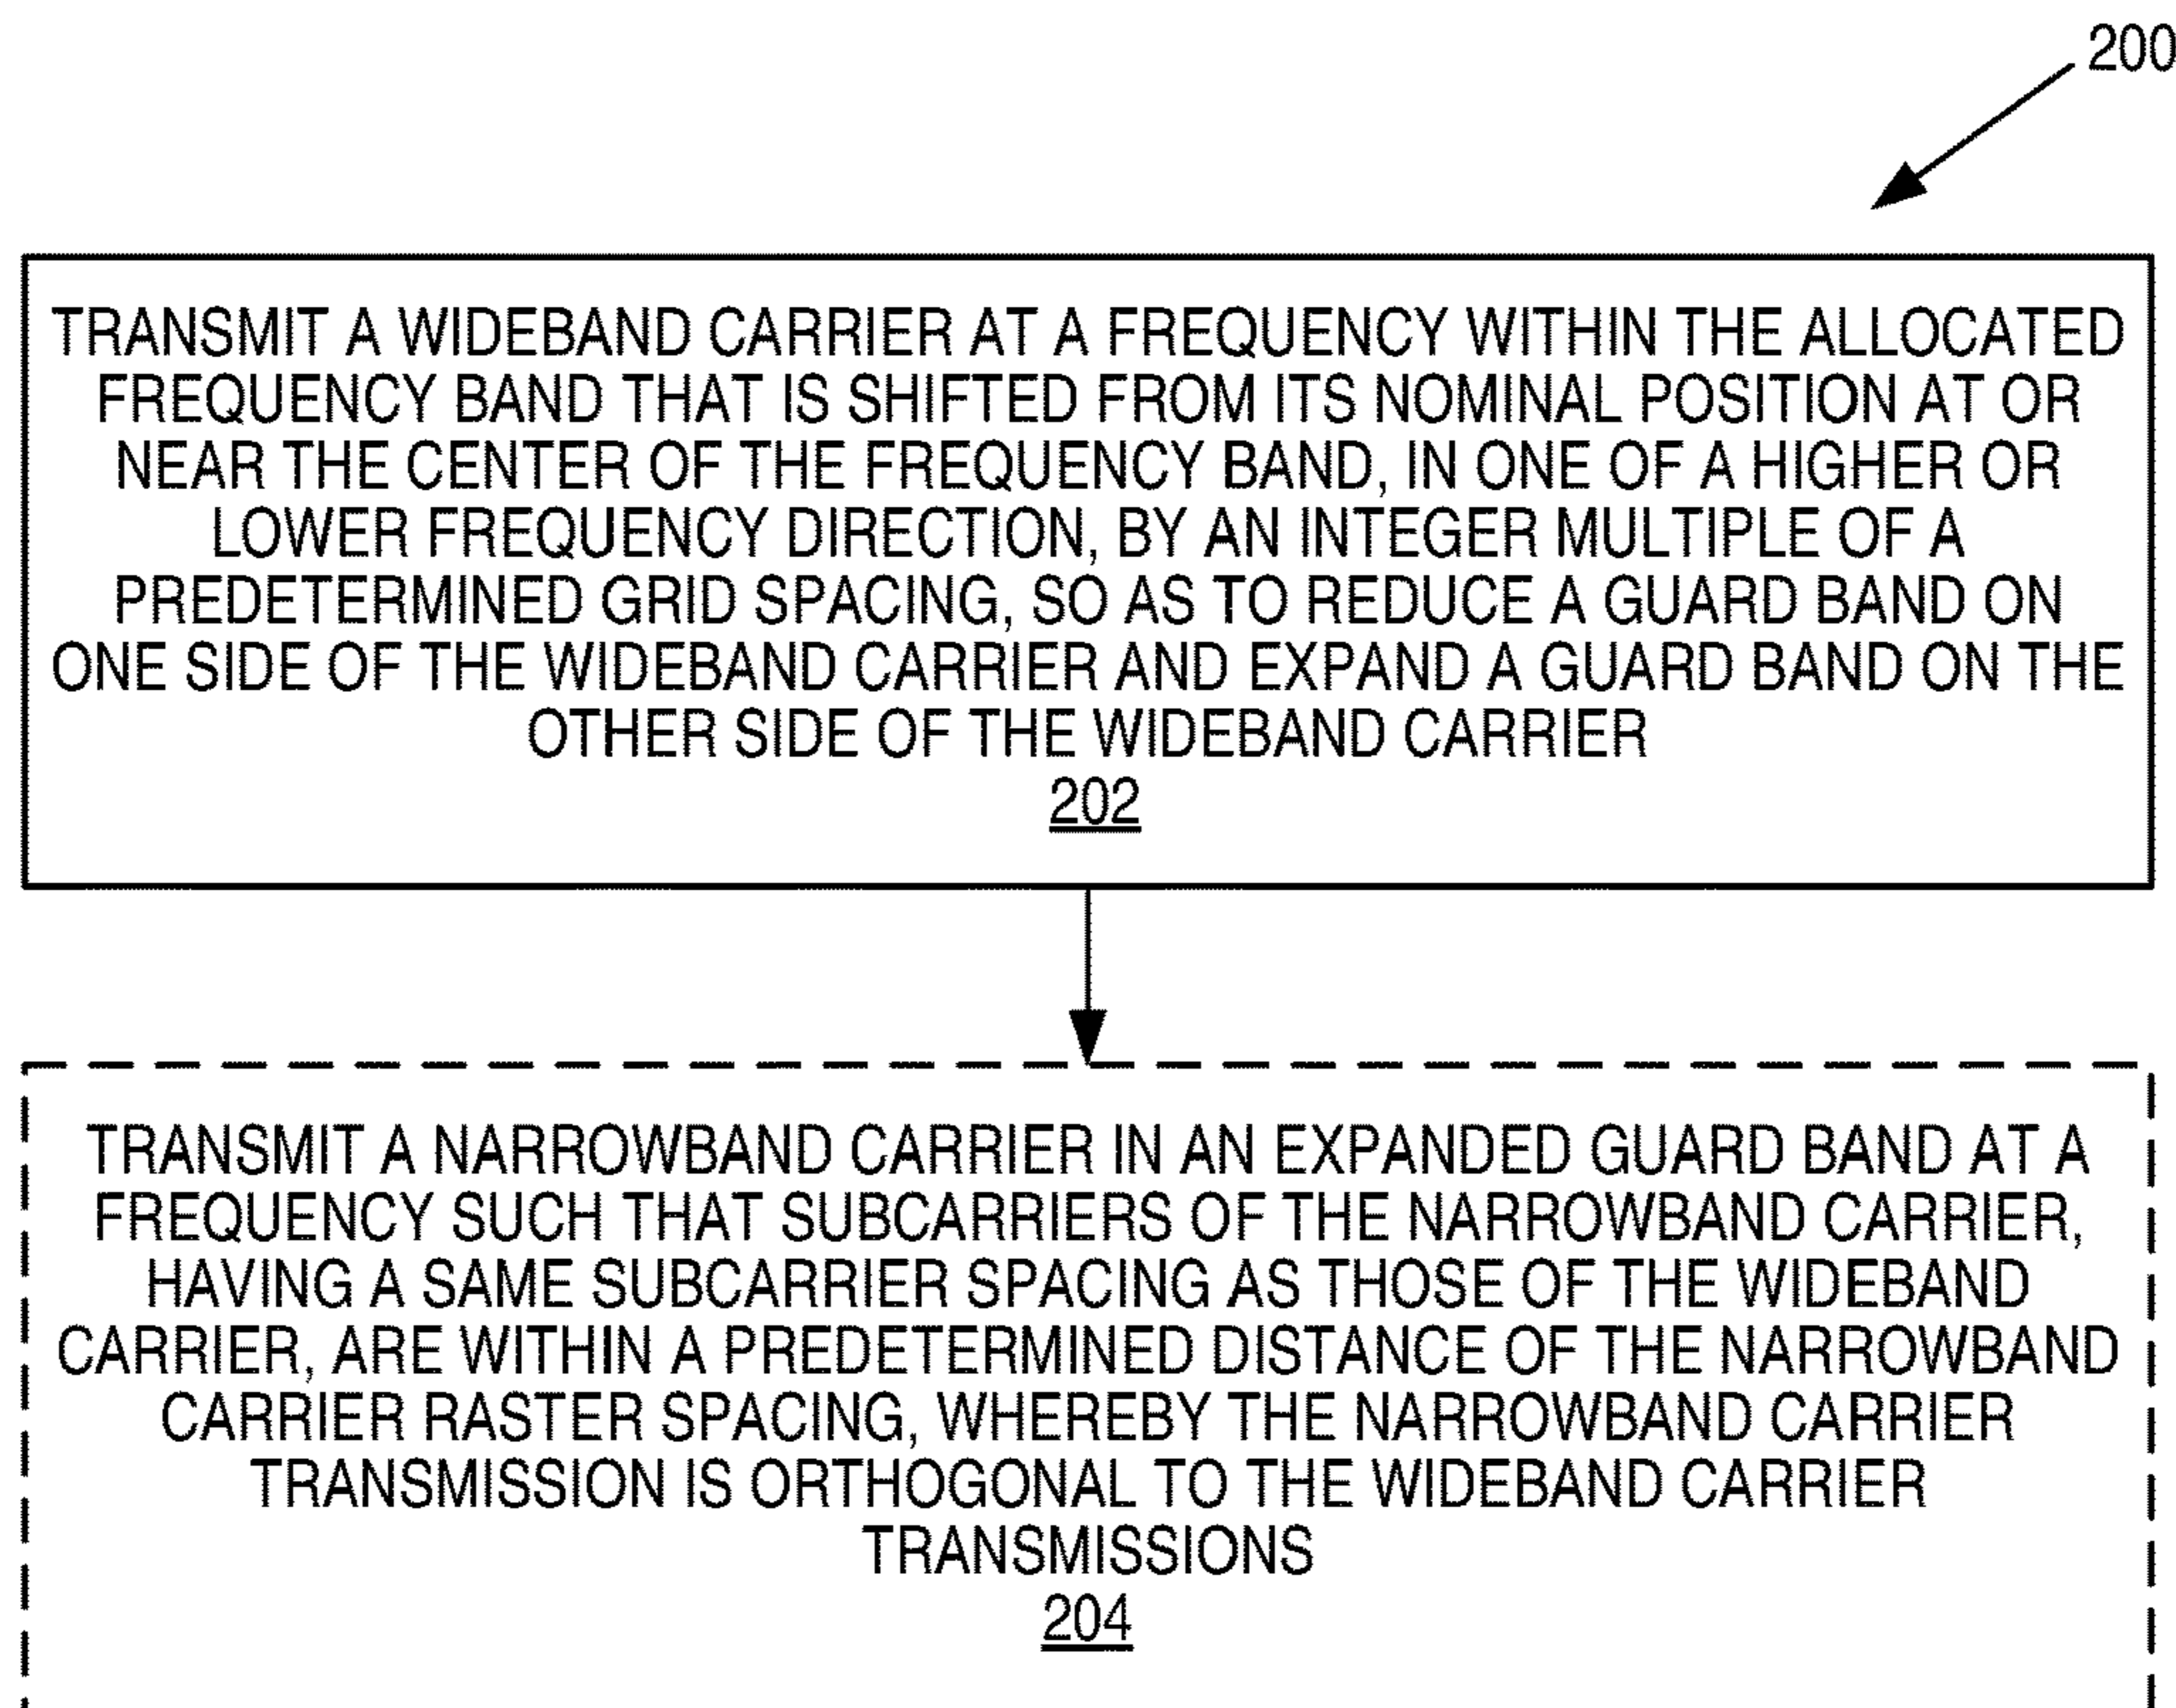 200
TRANSMIT A WIDEBAND CARRIER AT A FREQUENCY WITHIN THE ALLOCATED
FREQUENCY BAND THAT IS SHIFTED FROM ITS NOMINAL POSITION AT OR
NEAR THE CENTER OF THE FREQUENCY BAND, IN ONE OF A HIGHER OR
LOWER FREQUENCY DIRECTION, BY AN INTEGER MULTIPLE OF A
PREDETERMINED GRID SPACING, SO AS TO REDUCE A GUARD BAND ON
ONE SIDE OF THE WIDEBAND CARRIER AND EXPAND A GUARD BAND ON THE
OTHER SIDE OF THE WIDEBAND CARRIER
202
TRANSMIT A NARROWBAND CARRIER IN AN EXPANDED GUARD BAND AT A
FREQUENCY SUCH THAT SUBCARRIERS OF THE NARROWBAND CARRIER,
HAVING A SAME SUBCARRIER SPACING AS THOSE OF THE WIDEBAND
CARRIER, ARE WITHIN A PREDETERMINED DISTANCE OF THE NARROWBAND
CARRIER RASTER SPACING, WHEREBY THE NARROWBAND CARRIER
TRANSMISSION IS ORTHOGONAL TO THE WIDEBAND CARRIER
TRANSMISSIONS
204